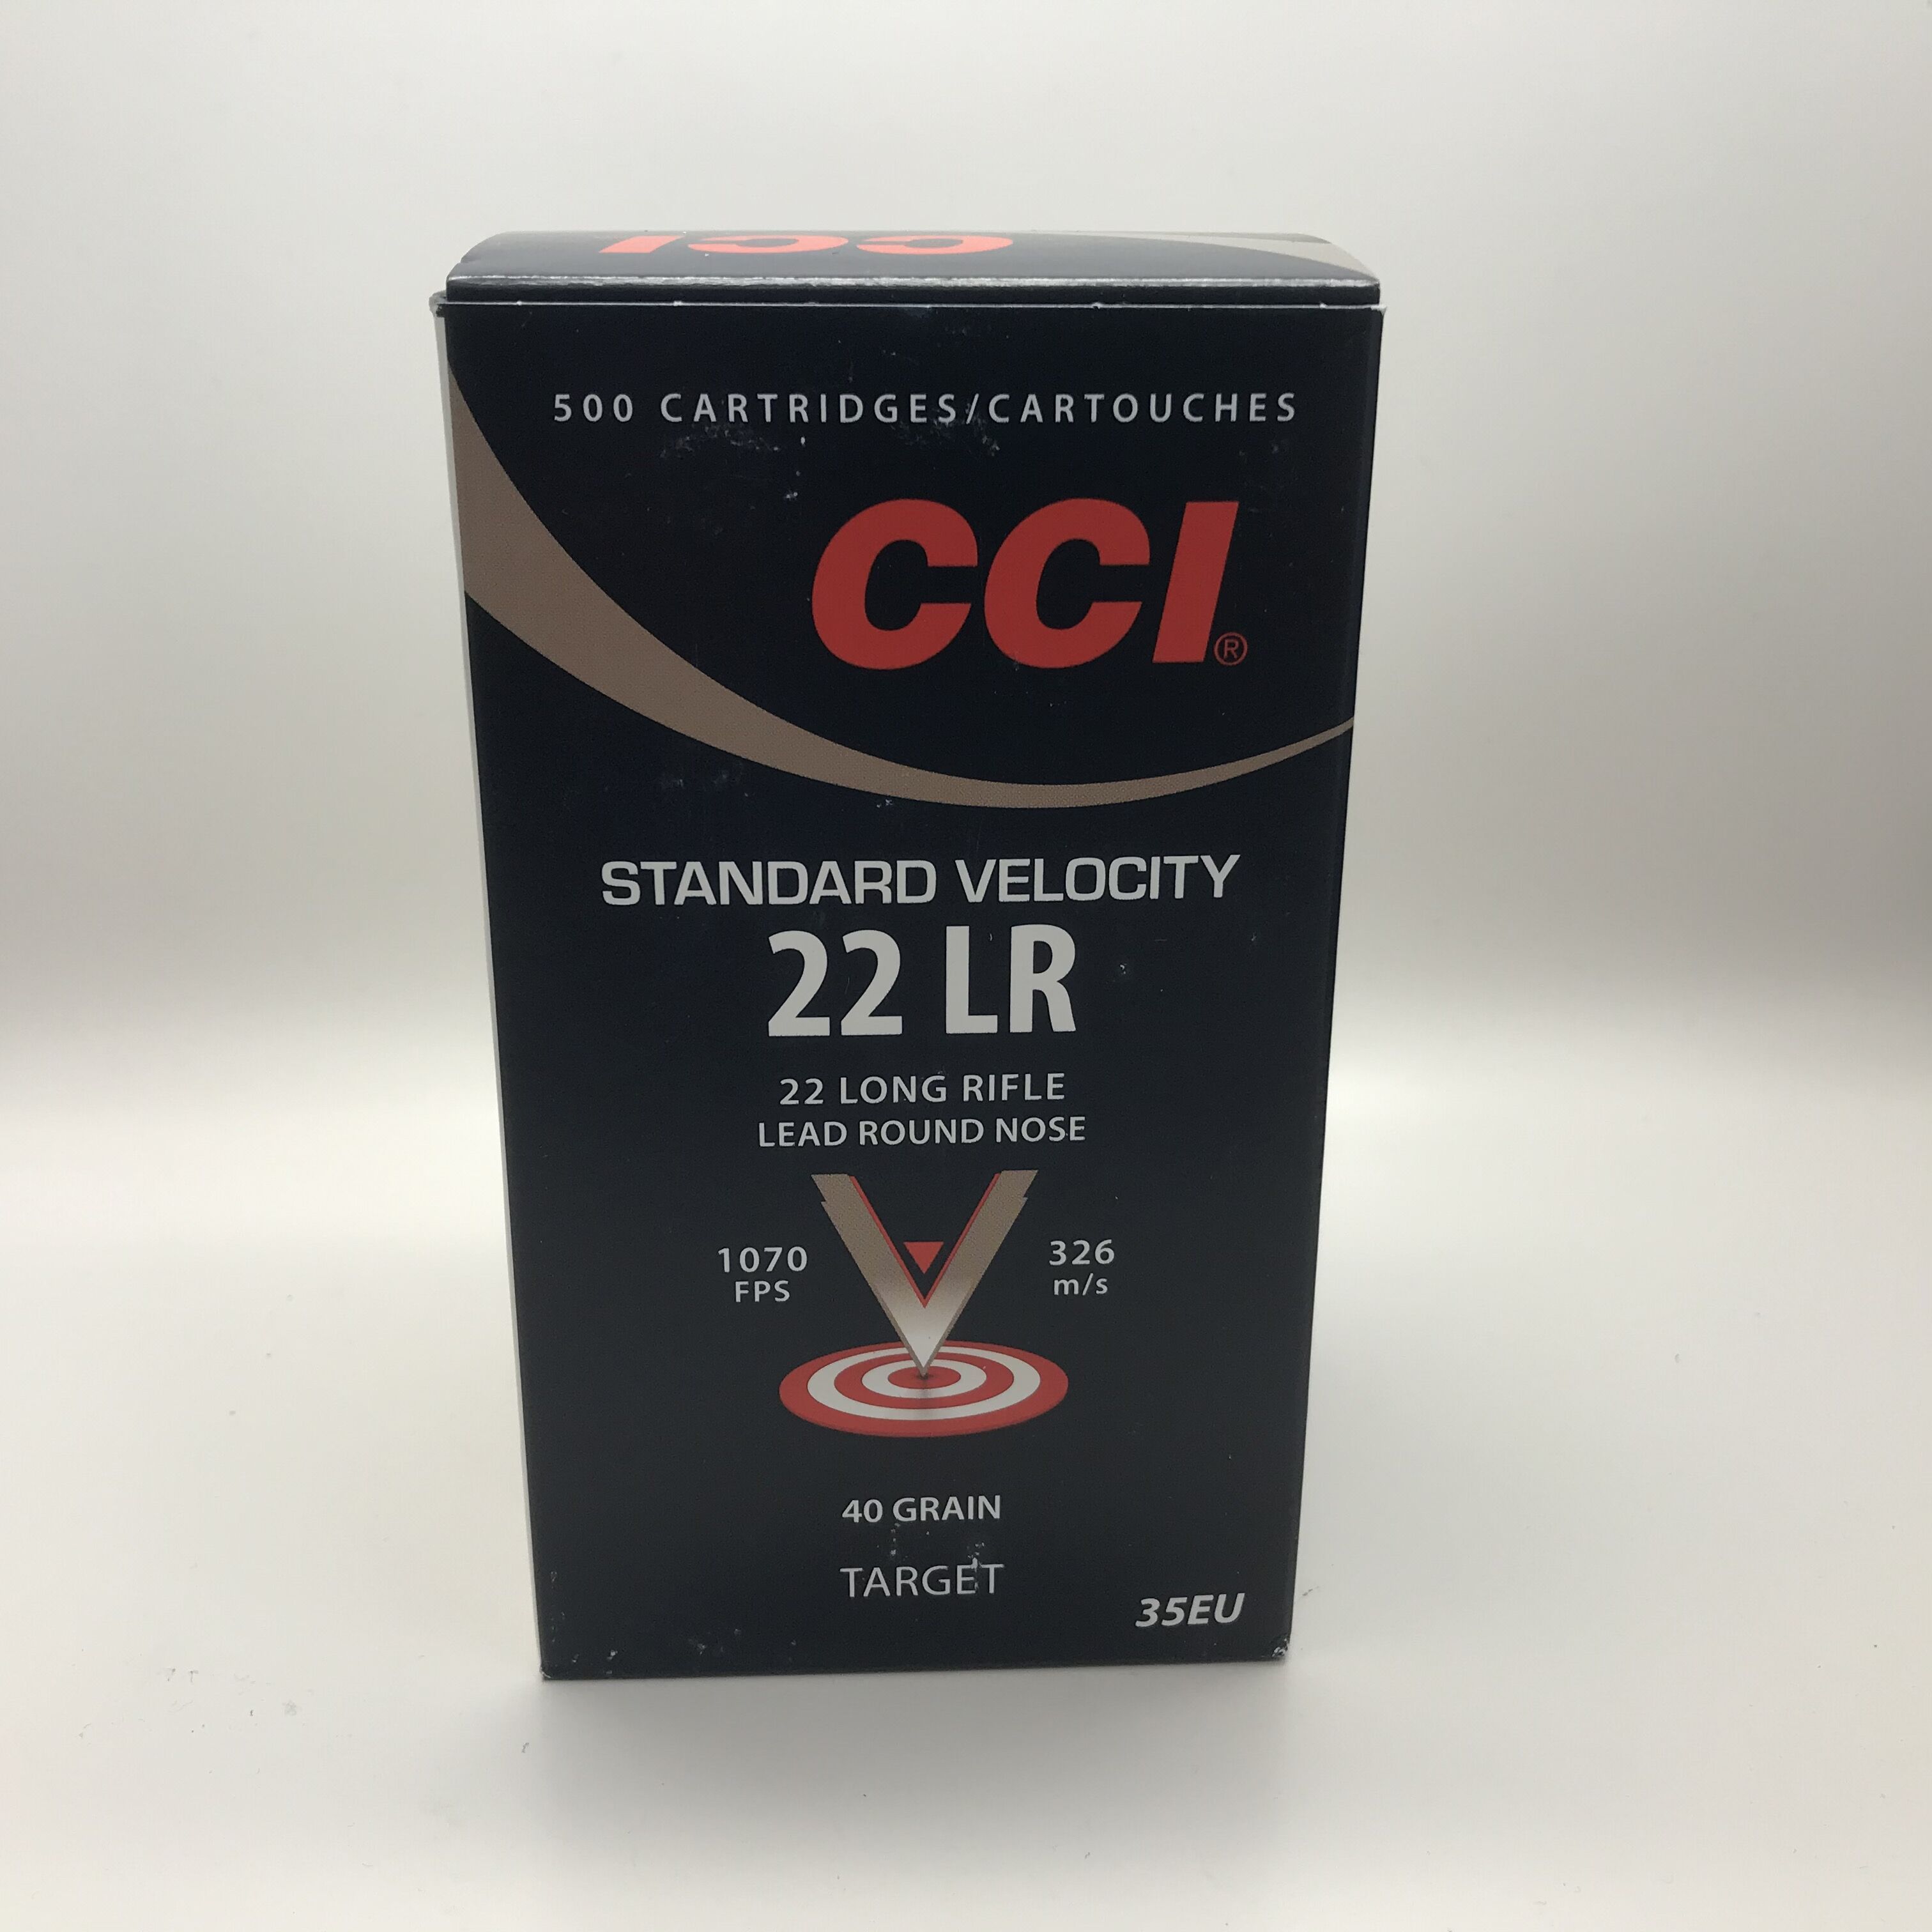 CCI
500 CARTRIDGES/CARTOUCHES
CCI®
STANDARD VELOCITY
22 LR
22 LONG RIFLE
LEAD ROUND NOSE
1070
FPS
326
m/s
40 GRAIN
TARGET
35EU